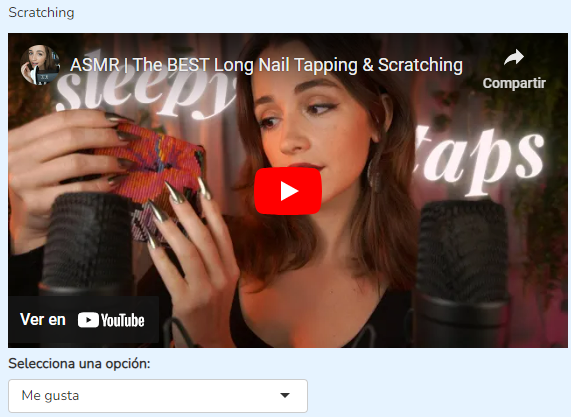 Scratching
ASMR | The BEST Long Nail Tapping & Scratching
Compartir
sleepy
taps
Ver en YouTube
Selecciona una opción:
Me gusta